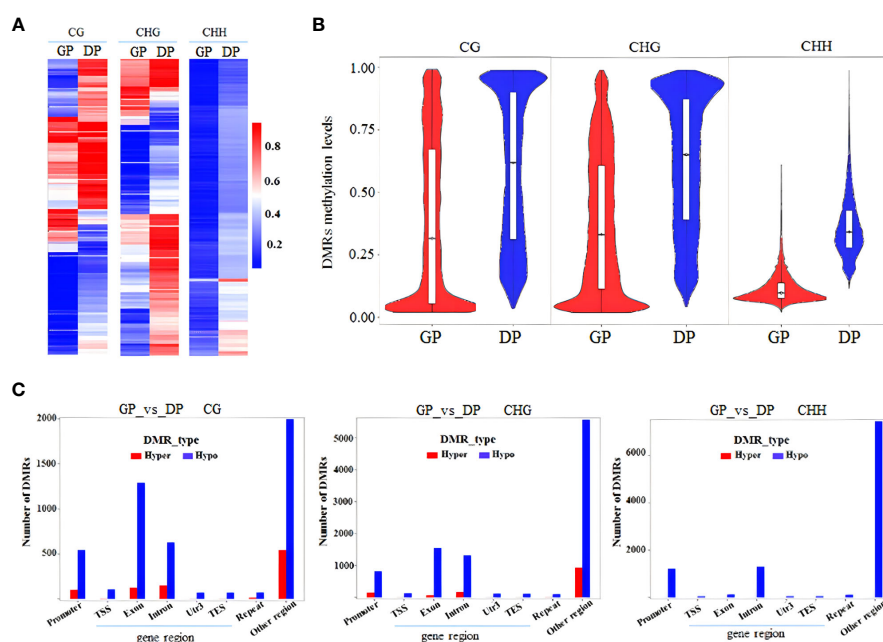 A
CG CHG CHH
GP DP GP DP GP DP
0.8
0.6
0.4
0.2
B
CG CHG CHH
DMRs methylation levels
1.00
0.75
0.50
0.25
0.00
GP DP GP DP GP DP
C
GP_vs_DP CG
DMR_type
Hyper Hypo
Number of DMRs
2000
1500
1000
500
Promoter TSS Exon Intron Utr3 TES Repeat Other region
gene region
GP_vs_DP CHG
DMR_type
Hyper Hypo
Number of DMRs
5000
4000
3000
2000
1000
Promoter TSS Exon Intron Utr3 TES Repeat Other region
gene region
GP_vs_DP CHH
DMR_type
Hyper Hypo
Number of DMRs
6000
4000
2000
Promoter TSS Exon Intron Utr3 TES Repeat Other region
gene region